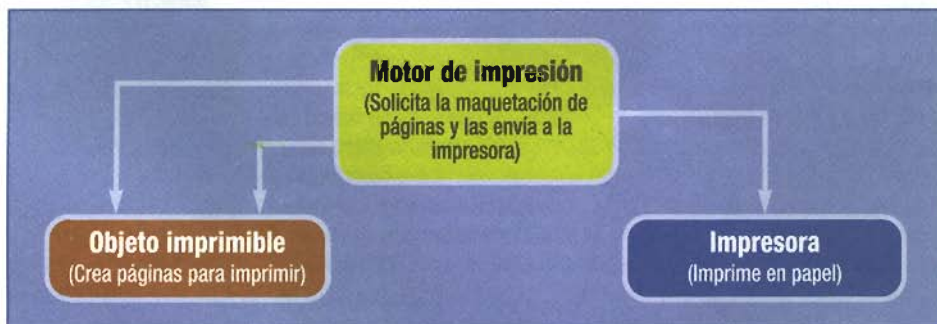 Motor de impresión
(Solicita la maquetación de
páginas y las envía a la
impresora)
Objeto imprimible
(Crea páginas para imprimir)
Impresora
(Imprime en papel)